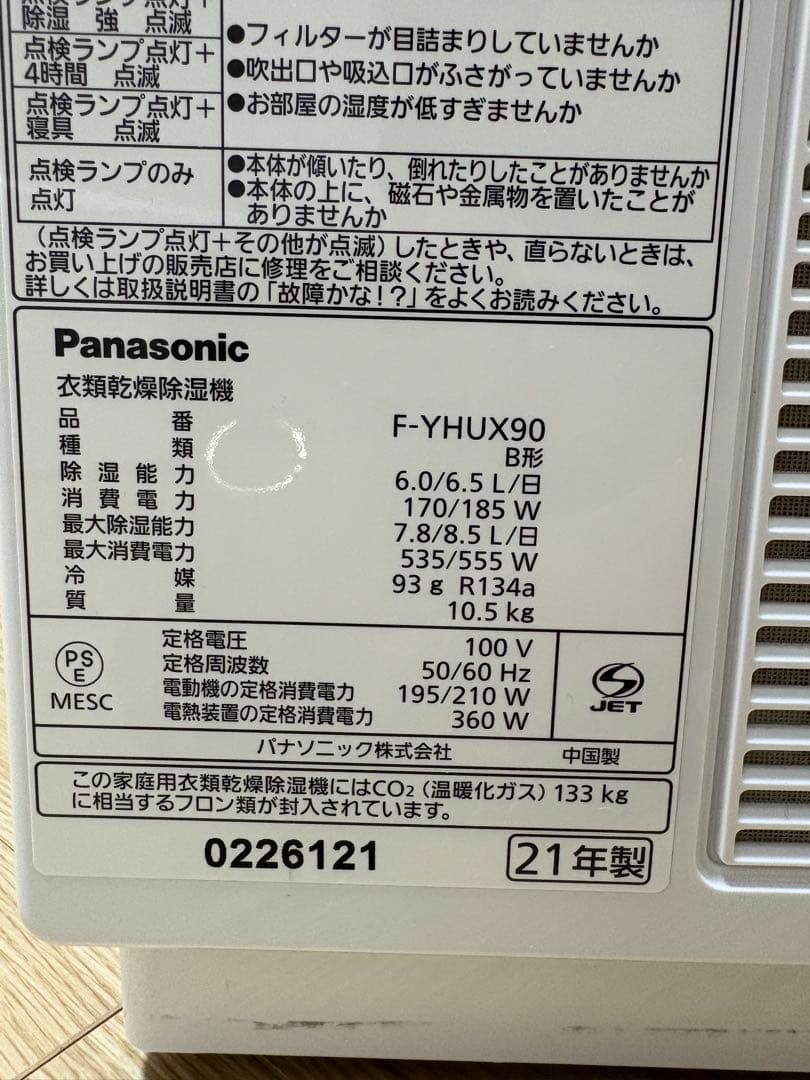 点検ランプ点灯+
除湿 強 点滅
点検ランプ点灯+
4時間 点滅
点検ランプ点灯+
寝具 点滅
●フィルターが目詰まりしていませんか
●吹出口や吸込口がふさがっていませんか
●お部屋の湿度が低すぎませんか
点検ランプのみ
点灯
●本体が傾いたり、倒れたりしたことがありませんか
●本体の上に、磁石や金属物を置いたことが
ありませんか
(点検ランプ点灯+その他が点滅)したときや、直らないときは、
お買い上げの販売店に修理をご相談ください。
詳しくは取扱説明書の「故障かな!?」をよくお読みください。
Panasonic
衣類乾燥除湿機
品番 F-YHUX90
種類 B形
除湿能力 6.0/6.5 L/日
消費電力 170/185 W
最大除湿能力 7.8/8.5 L/日
最大消費電力 535/555 W
冷媒 93 g R134a
質量 10.5 kg
PS
E
MESC
定格電圧 100 V
定格周波数 50/60 Hz
電動機の定格消費電力 195/210 W
電熱装置の定格消費電力 360 W
S
JET
パナソニック株式会社 中国製
この家庭用衣類乾燥除湿機にはCO₂(温暖化ガス)133 kg
に相当するフロン類が封入されています。
0226121 21年製